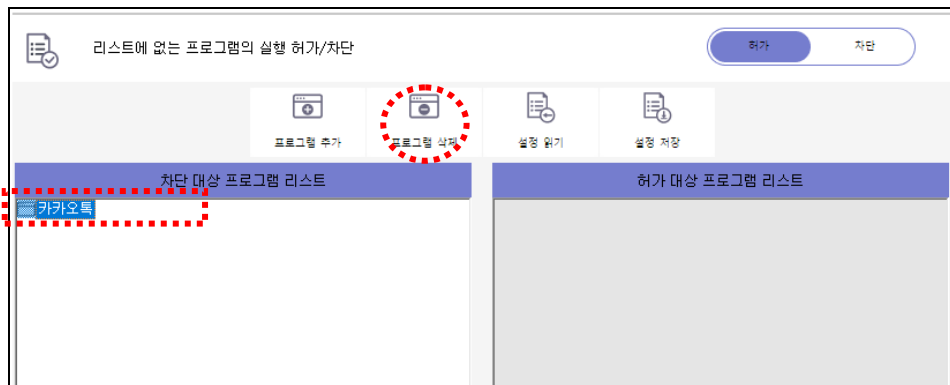 리스트에 없는 프로그램의 실행 허가/차단
허가 차단
프로그램 추가 프로그램 삭제 설정 읽기 설정 저장
차단 대상 프로그램 리스트 허가 대상 프로그램 리스트
카카오톡